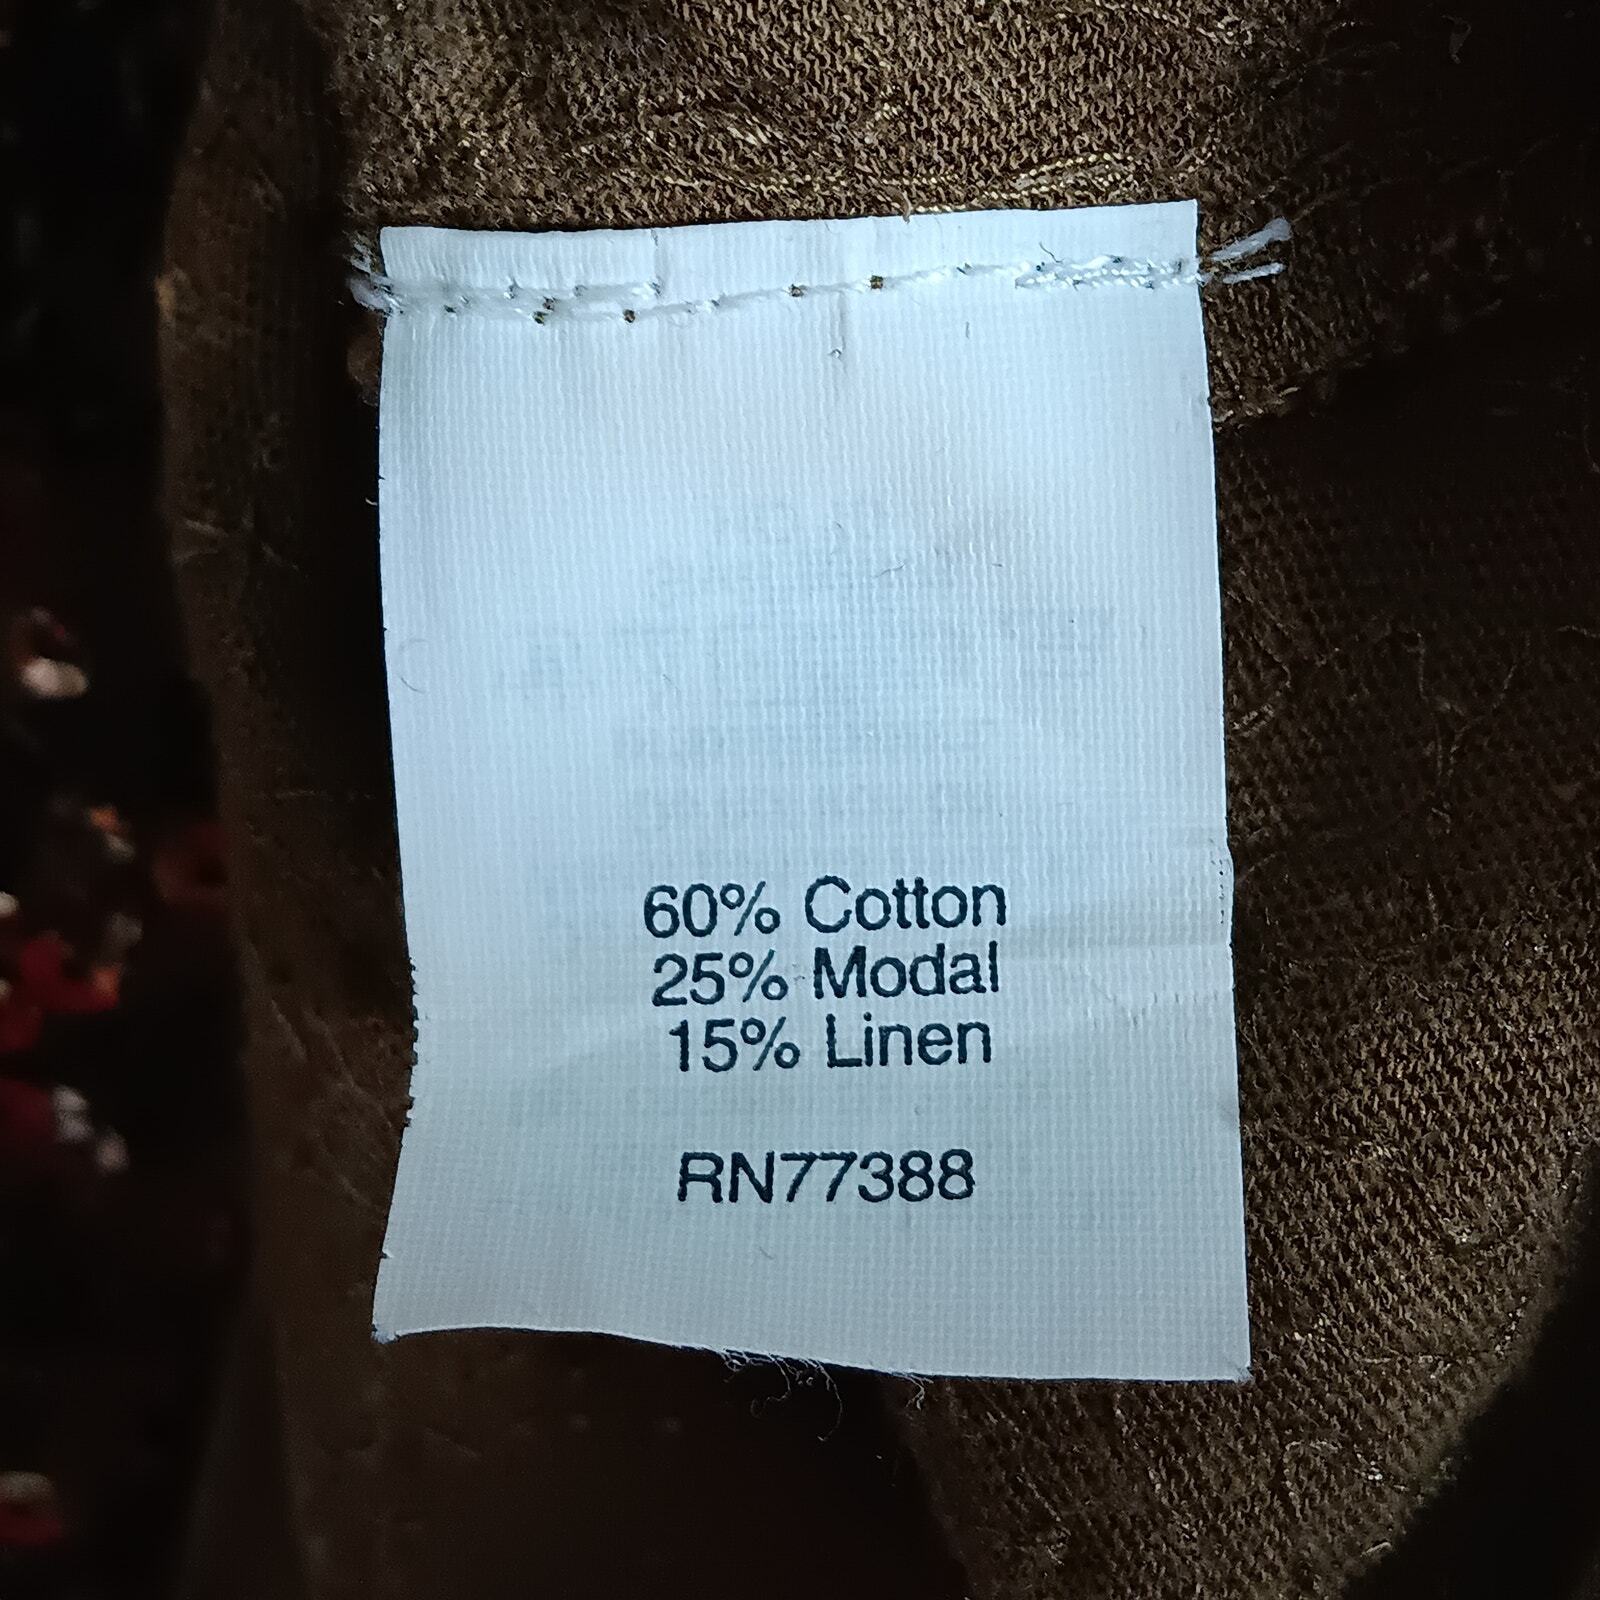 60% Cotton
25% Modal
15% Linen
RN77388